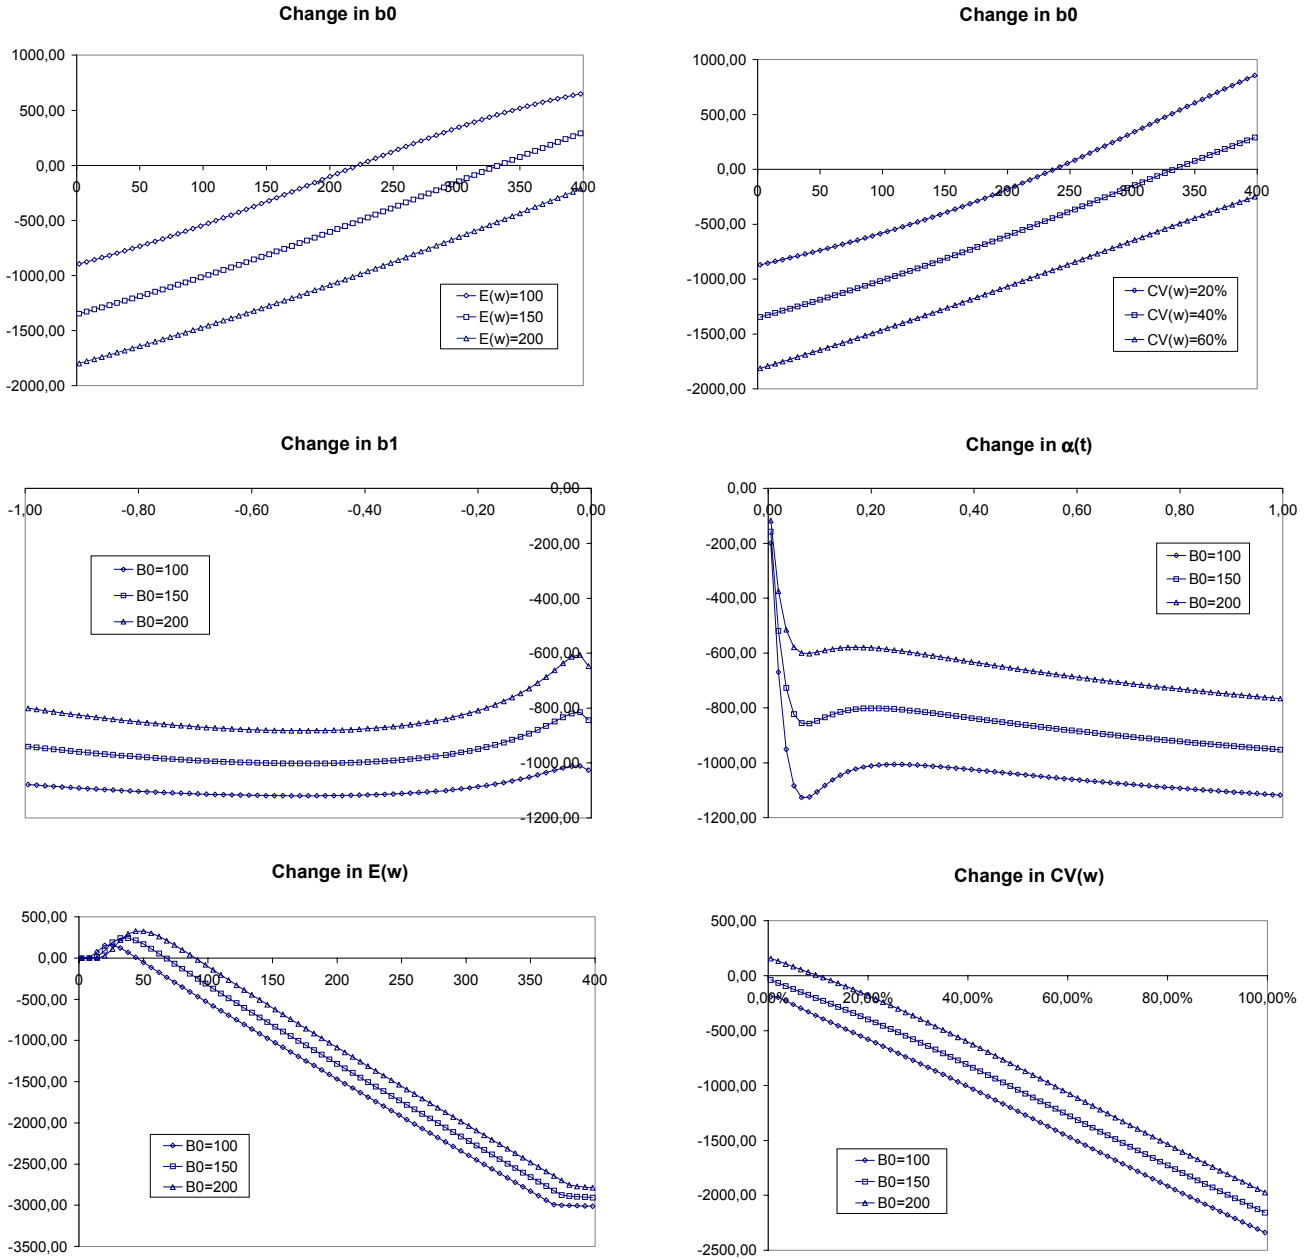 Change in b0
1000,00
500,00
0,00
-500,00
-1000,00
-1500,00
-2000,00
0 50 100 150 200 250 300 350 400
E(w)=100
E(w)=150
E(w)=200
Change in b0
1000,00
500,00
0,00
-500,00
-1000,00
-1500,00
-2000,00
0 50 100 150 200 250 300 350 400
CV(w)=20%
CV(w)=40%
CV(w)=60%
Change in b1
-1,00 -0,80 -0,60 -0,40 -0,20 0,00
0,00
-200,00
-400,00
-600,00
-800,00
-1000,00
-1200,00
B0=100
B0=150
B0=200
Change in α(t)
0,00
-200,00
-400,00
-600,00
-800,00
-1000,00
-1200,00
0,00 0,20 0,40 0,60 0,80 1,00
B0=100
B0=150
B0=200
Change in E(w)
500,00
0,00
-500,00
-1000,00
-1500,00
-2000,00
-2500,00
-3000,00
-3500,00
0 50 100 150 200 250 300 350 400
B0=100
B0=150
B0=200
Change in CV(w)
500,00
0,00
-500,00
-1000,00
-1500,00
-2000,00
-2500,00
0,00% 20,00% 40,00% 60,00% 80,00% 100,00%
B0=100
B0=150
B0=200